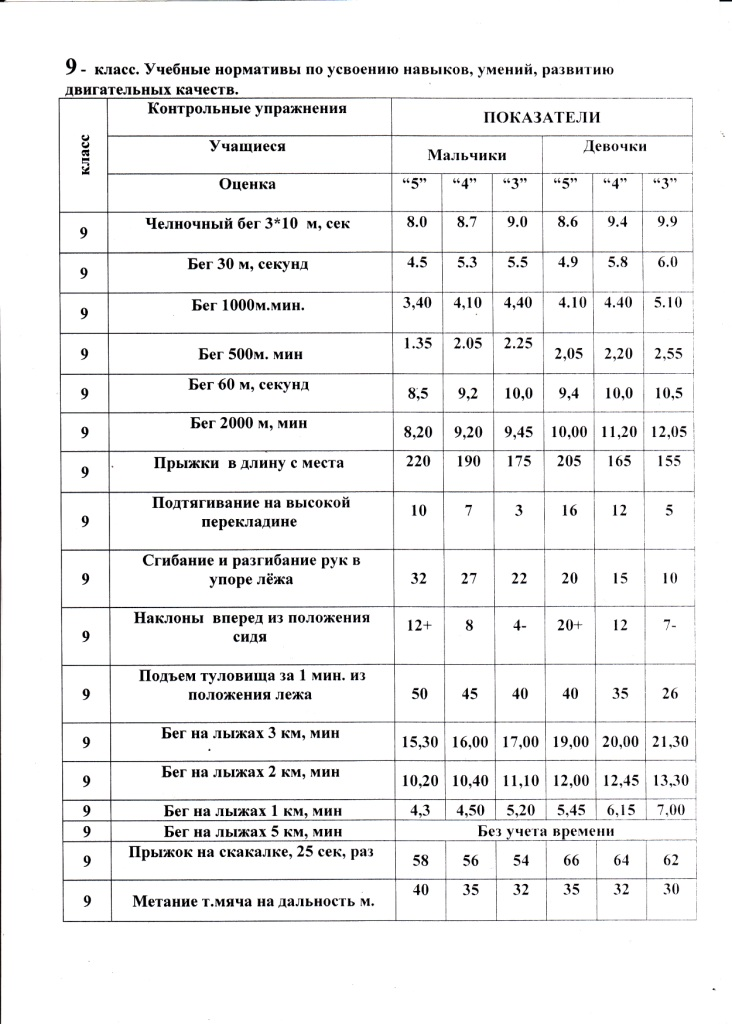 9 - класс. Учебные нормативы по усвоению навыков, умений, развитию
двигательных качеств.
класс Контрольные упражнения ПОКАЗАТЕЛИ
Учащиеся Мальчики Девочки
Оценка “5” “4” “3” “5” “4” “3”
9 Челночный бег 3*10 м, сек 8.0 8.7 9.0 8.6 9.4 9.9
9 Бег 30 м, секунд 4.5 5.3 5.5 4.9 5.8 6.0
9 Бег 1000м.мин. 3,40 4,10 4,40 4.10 4.40 5.10
9 Бег 500м. мин 1.35 2.05 2.25 2,05 2,20 2,55
9 Бег 60 м, секунд 8,5 9,2 10,0 9,4 10,0 10,5
9 Бег 2000 м, мин 8,20 9,20 9,45 10,00 11,20 12,05
9 Прыжки в длину с места 220 190 175 205 165 155
9 Подтягивание на высокой
перекладине 10 7 3 16 12 5
9 Сгибание и разгибание рук в
упоре лёжа 32 27 22 20 15 10
9 Наклоны вперед из положения
сидя 12+ 8 4- 20+ 12 7-
9 Подъем туловища за 1 мин. из
положения лежа 50 45 40 40 35 26
9 Бег на лыжах 3 км, мин 15,30 16,00 17,00 19,00 20,00 21,30
9 Бег на лыжах 2 км, мин 10,20 10,40 11,10 12,00 12,45 13,30
9 Бег на лыжах 1 км, мин 4,3 4,50 5,20 5,45 6,15 7,00
9 Бег на лыжах 5 км, мин Без учета времени
9 Прыжок на скакалке, 25 сек, раз 58 56 54 66 64 62
9 Метание т.мяча на дальность м. 40 35 32 35 32 30